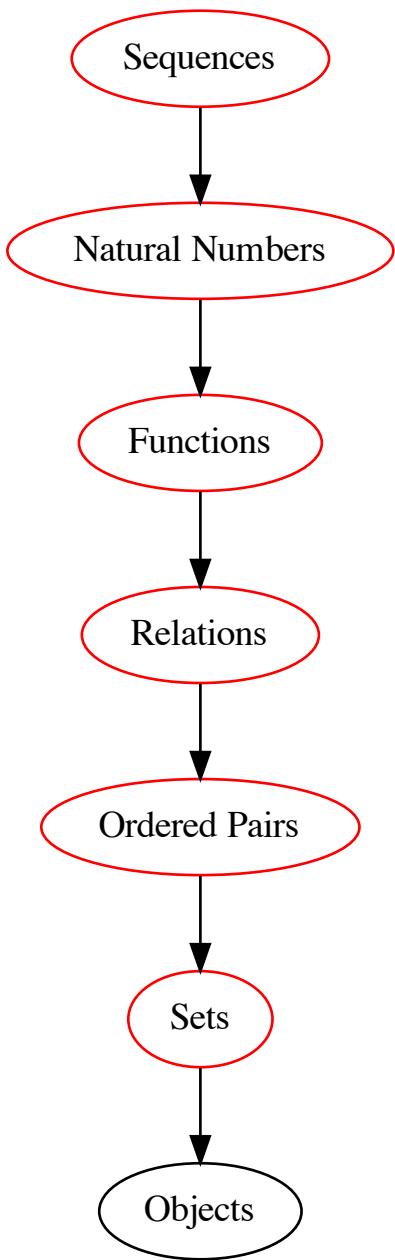 Sequences
Natural Numbers
Functions
Relations
Ordered Pairs
Sets
Objects